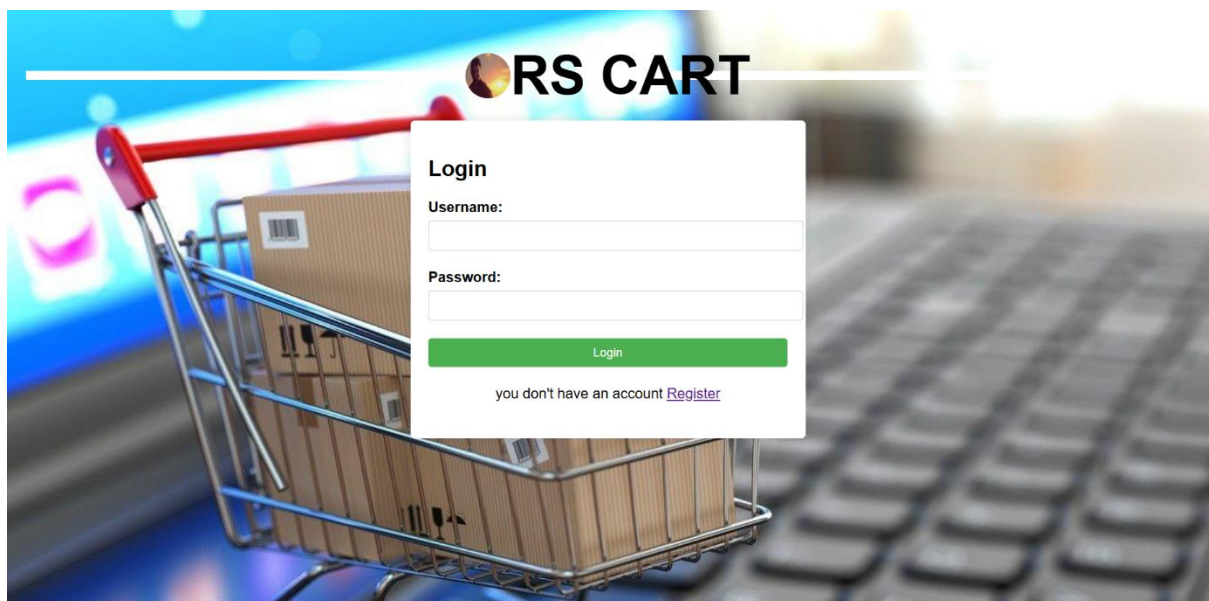 RS CART
Login
Username:
Password:
Login
you don't have an account Register